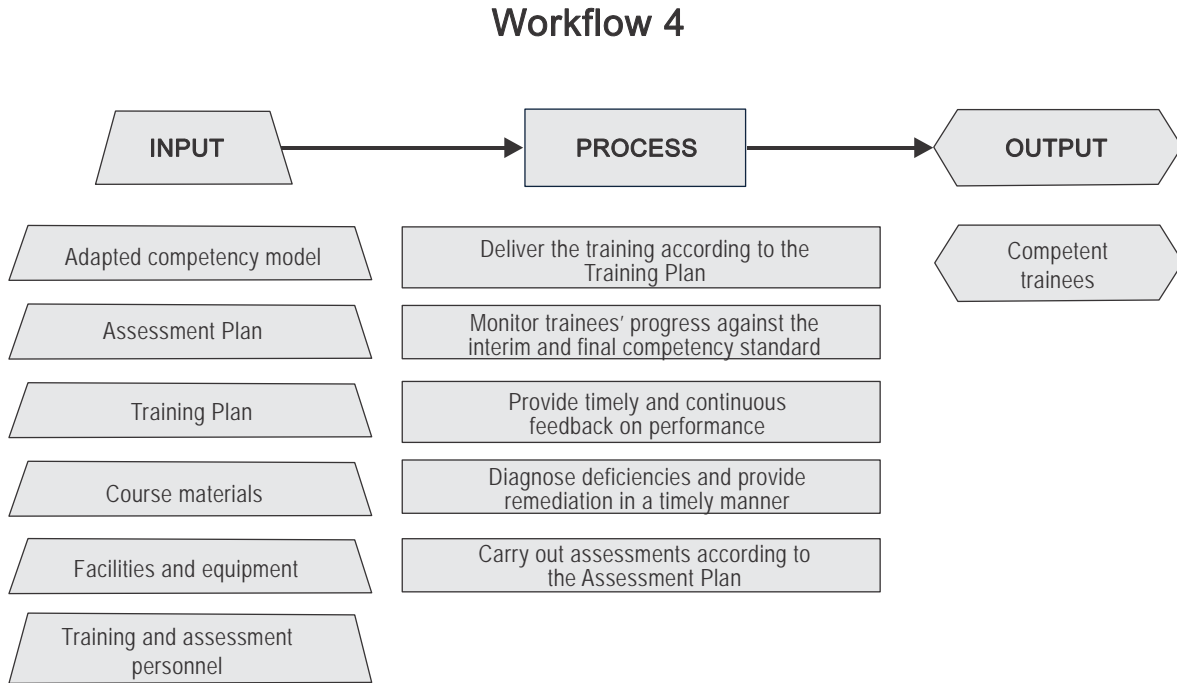 Workflow 4
INPUT
PROCESS
OUTPUT
Adapted competency model
Assessment Plan
Training Plan
Course materials
Facilities and equipment
Training and assessment
personnel
Deliver the training according to the
Training Plan
Monitor trainees’ progress against the
interim and final competency standard
Provide timely and continuous
feedback on performance
Diagnose deficiencies and provide
remediation in a timely manner
Carry out assessments according to
the Assessment Plan
Competent
trainees